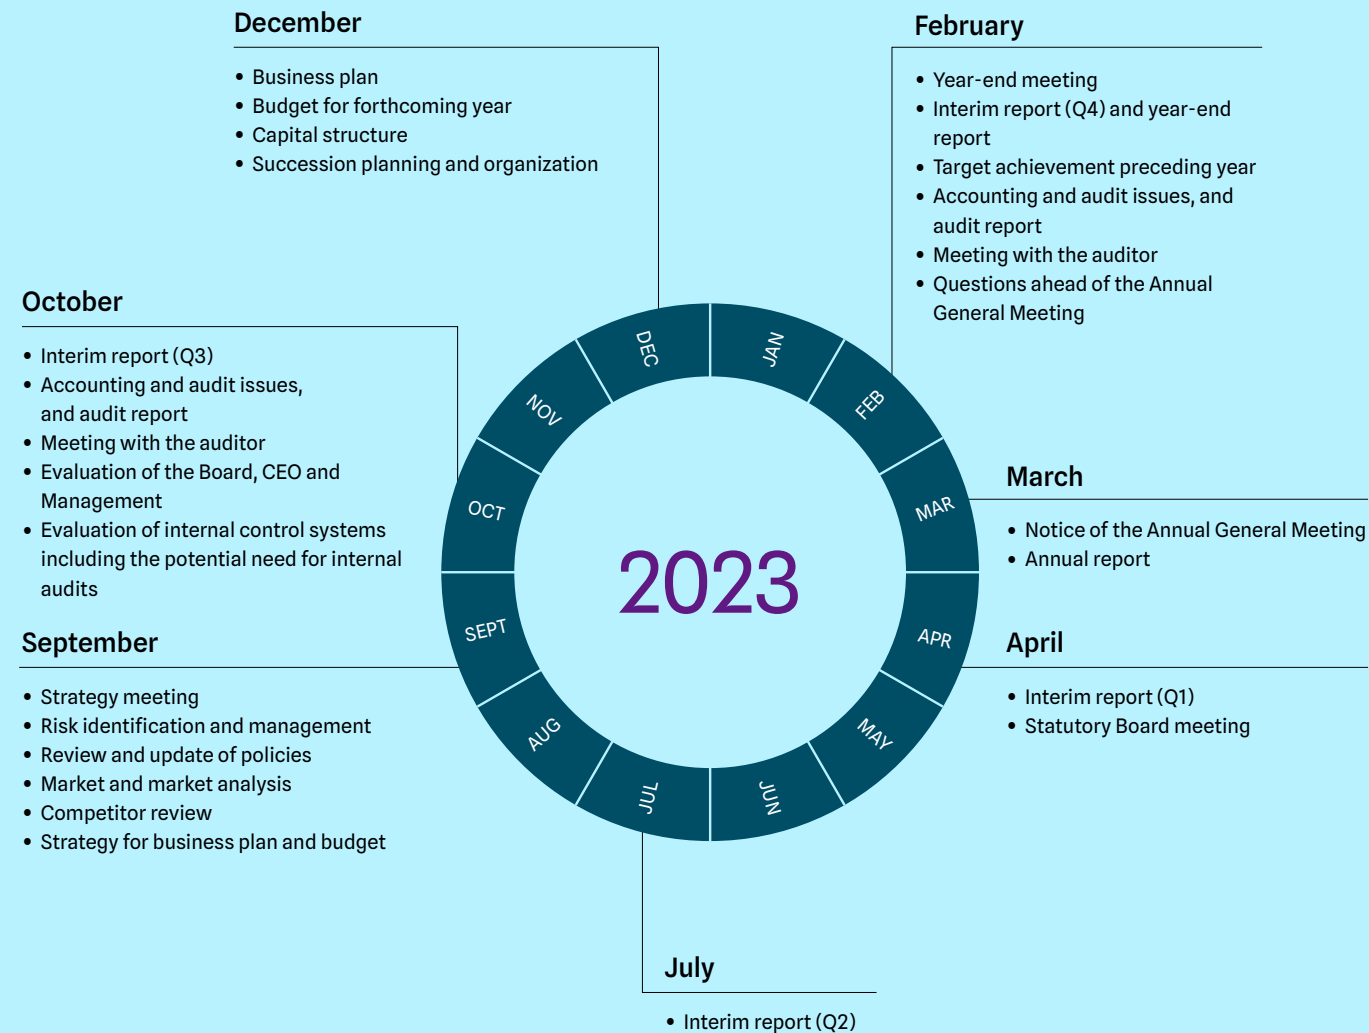 December
• Business plan
• Budget for forthcoming year
• Capital structure
• Succession planning and organization
February
• Year-end meeting
• Interim report (Q4) and year-end
report
• Target achievement preceding year
• Accounting and audit issues, and
audit report
• Meeting with the auditor
• Questions ahead of the Annual
General Meeting
October
• Interim report (Q3)
• Accounting and audit issues,
and audit report
• Meeting with the auditor
• Evaluation of the Board, CEO and
Management
• Evaluation of internal control systems
including the potential need for internal
audits
March
• Notice of the Annual General Meeting
• Annual report
September
• Strategy meeting
• Risk identification and management
• Review and update of policies
• Market and market analysis
• Competitor review
• Strategy for business plan and budget
April
• Interim report (Q1)
• Statutory Board meeting
July
• Interim report (Q2)
2023
JAN
FEB
MAR
APR
MAY
JUN
JUL
AUG
SEPT
OCT
NOV
DEC